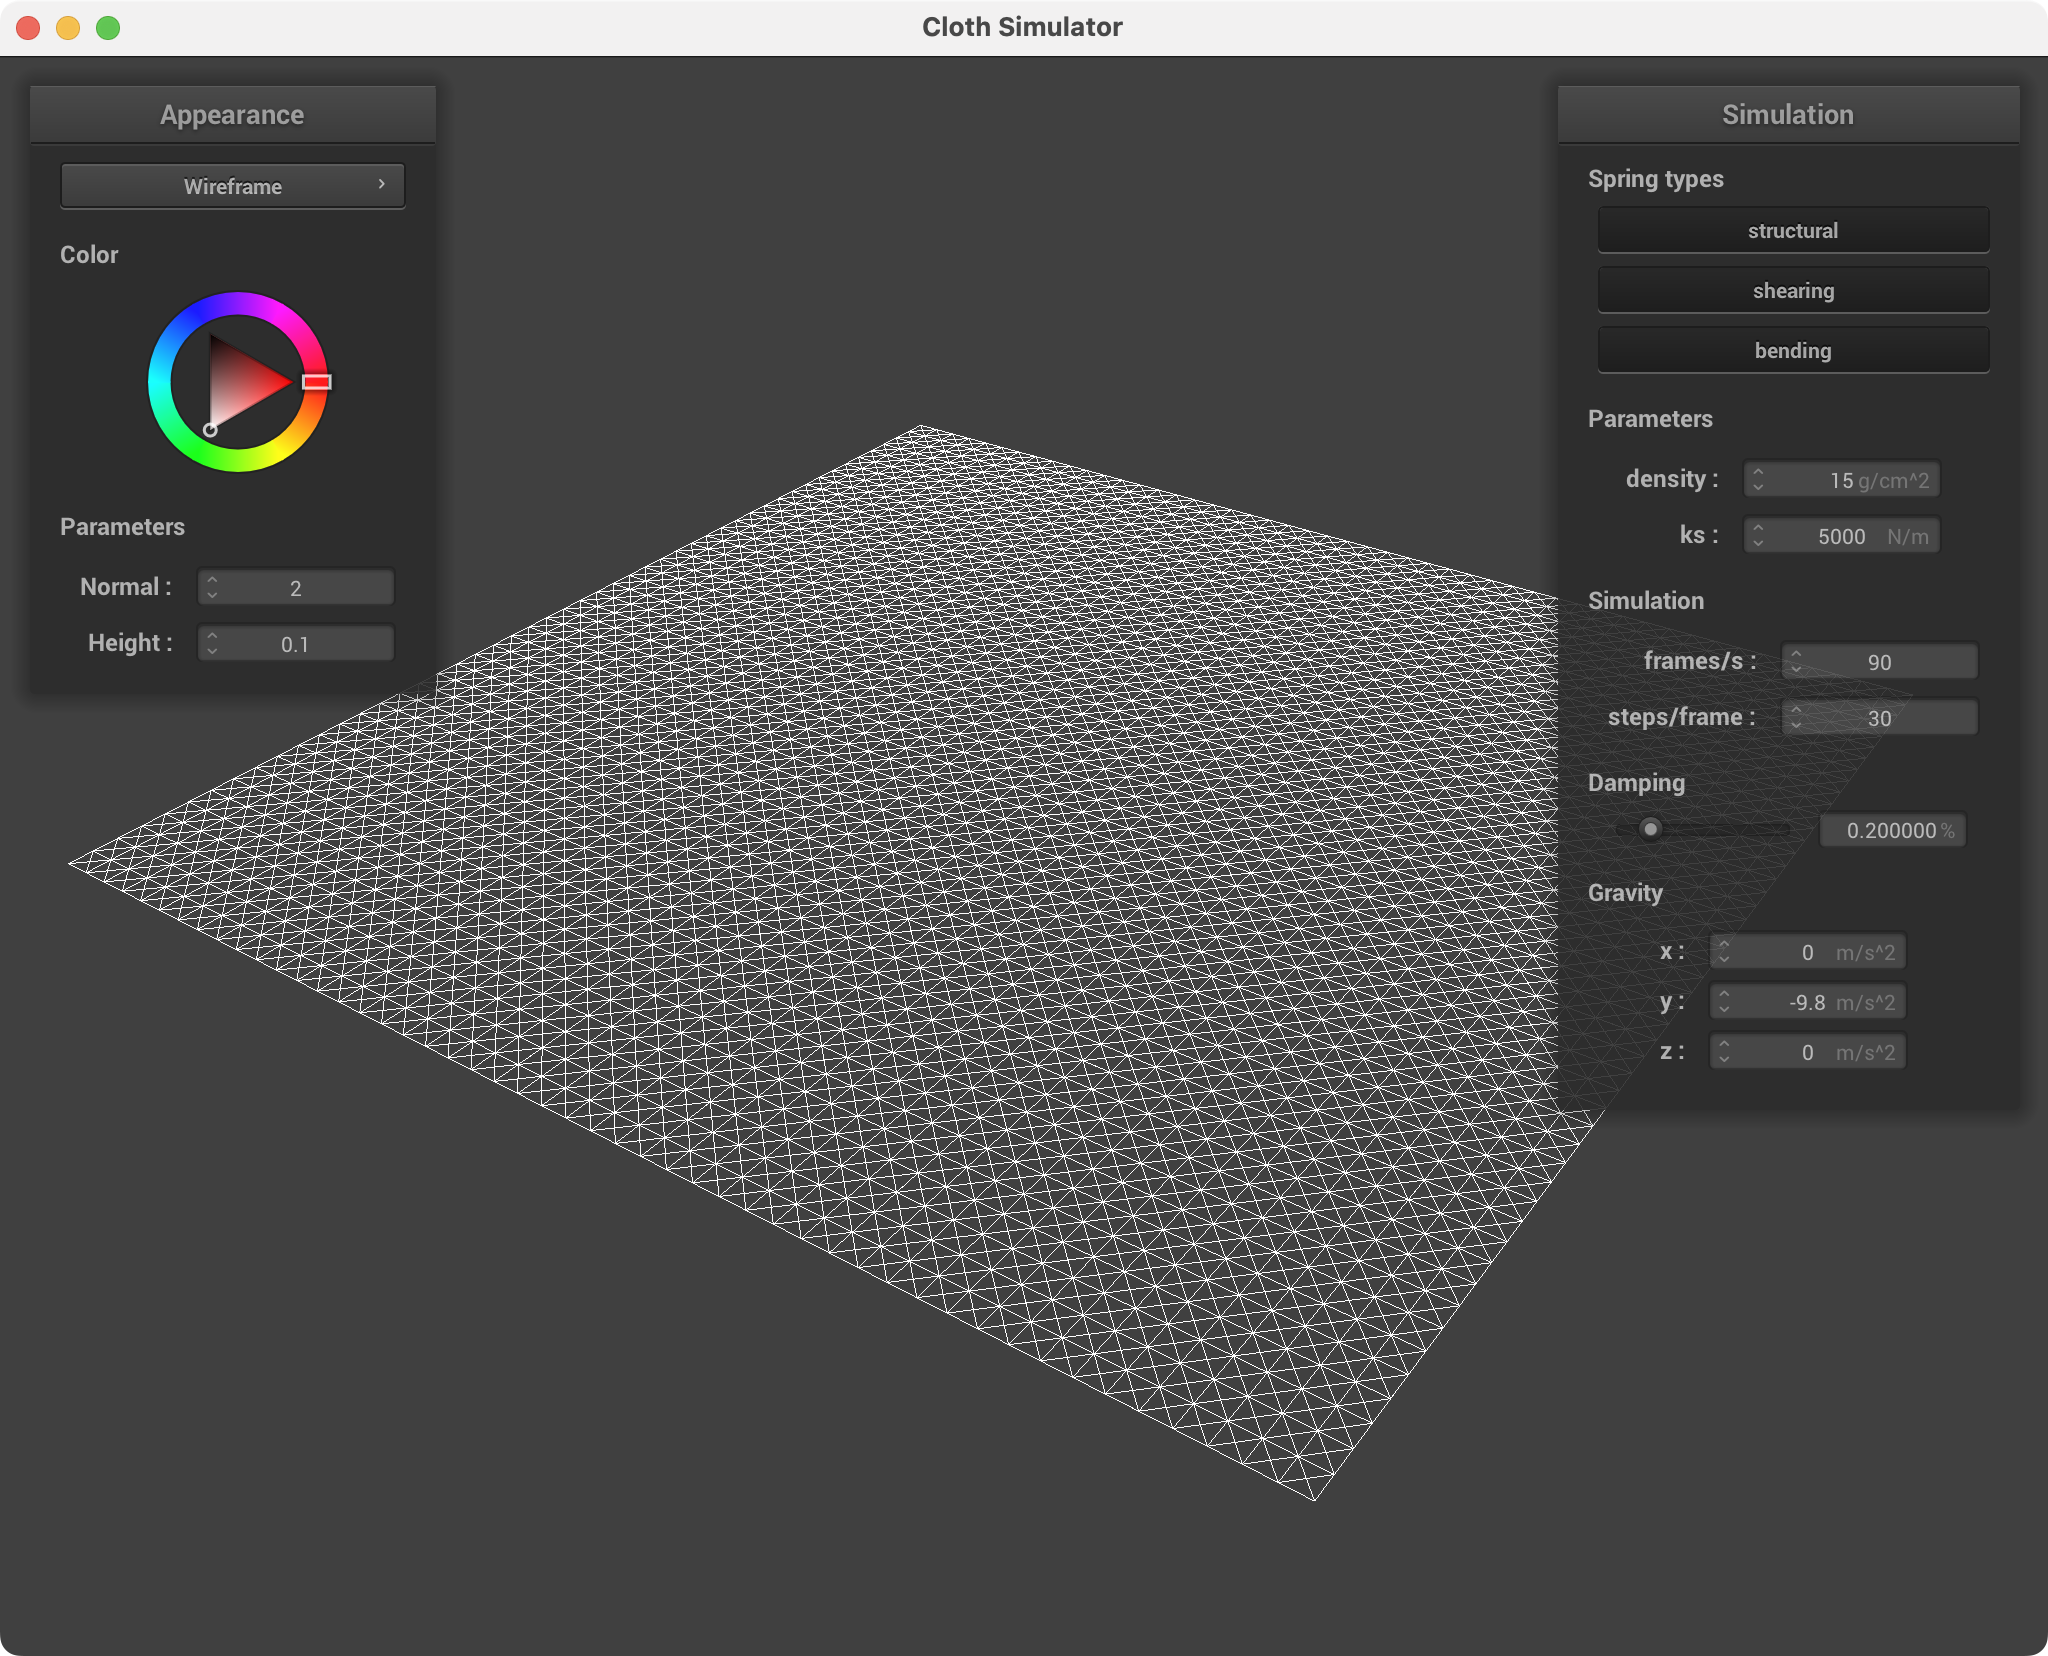 Cloth Simulator
Appearance
Wireframe
Color
Parameters
Normal : 2
Height : 0.1
Simulation
Spring types
structural
shearing
bending
Parameters
density : 15 g/cm^2
ks : 5000 N/m
Simulation
frames/s : 90
steps/frame : 30
Damping
0.200000 %
Gravity
x : 0 m/s^2
y : -9.8 m/s^2
z : 0 m/s^2